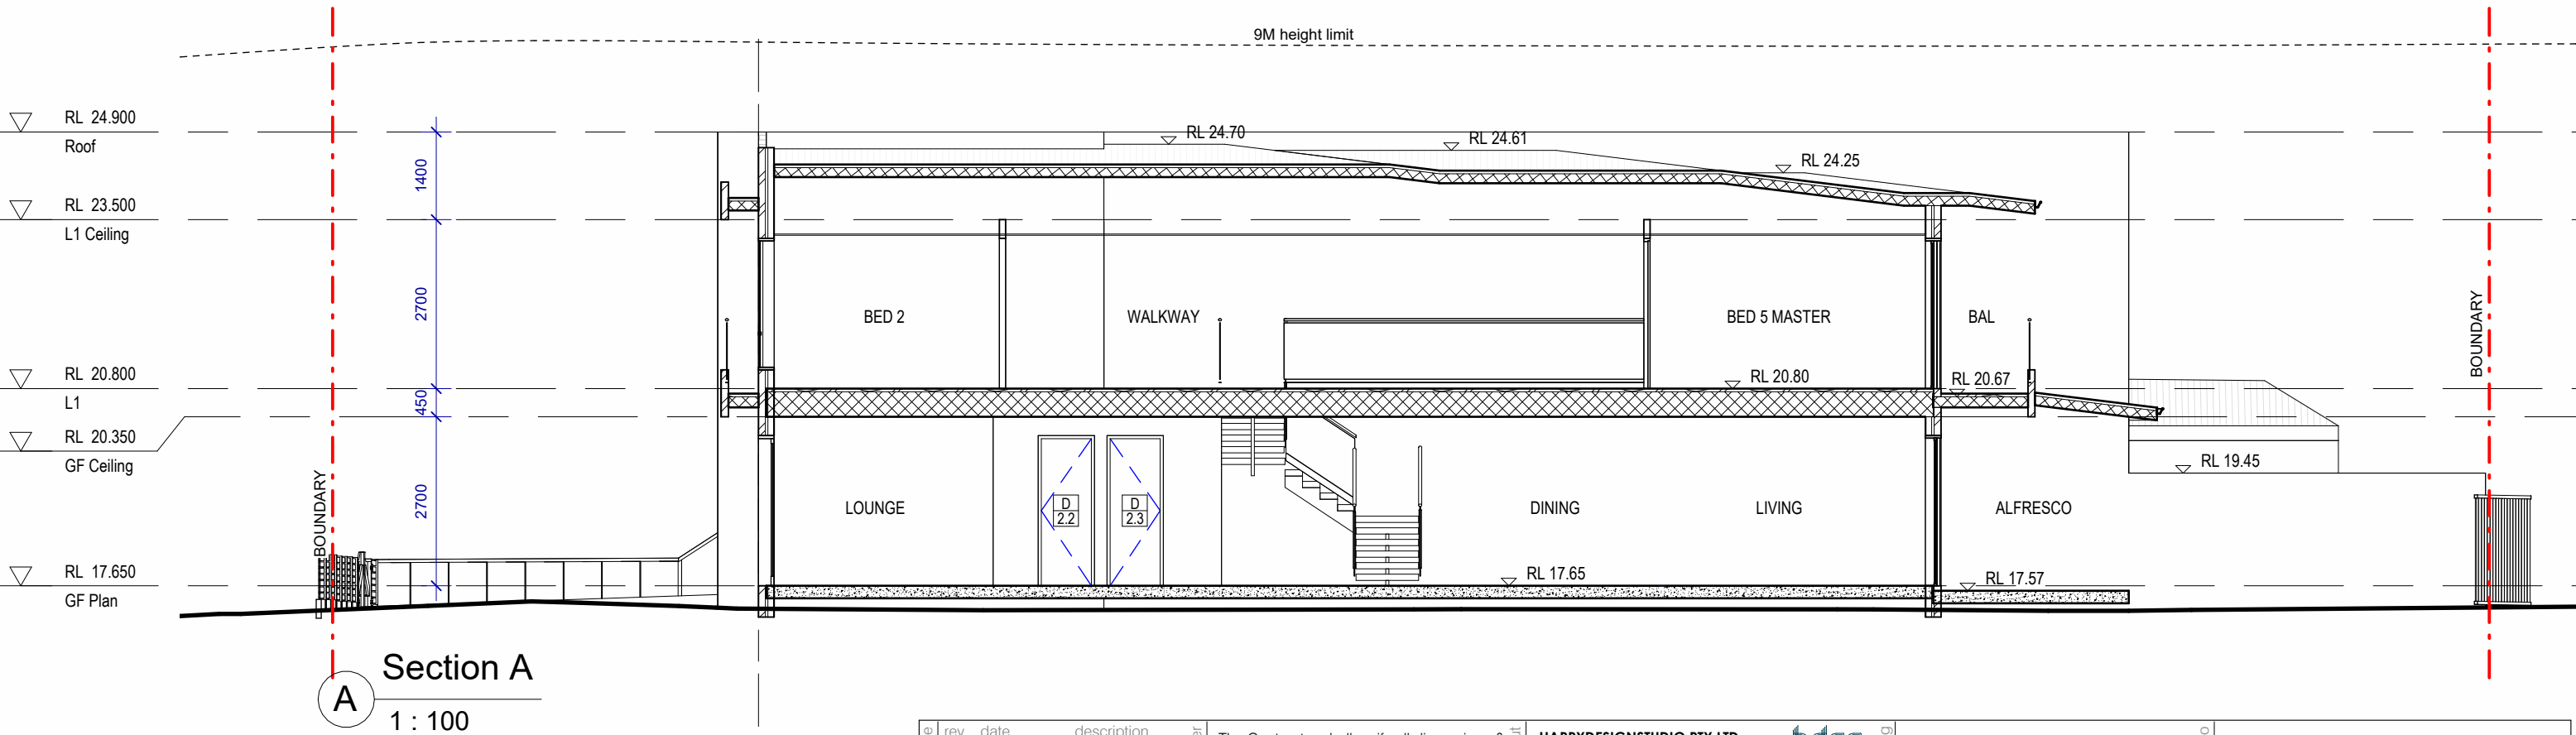 9M height limit
RL 24.900
Roof
RL 24.70
RL 24.61
RL 24.25
1400
RL 23.500
L1 Ceiling
2700
BED 2
WALKWAY
BED 5 MASTER
BAL
BOUNDARY
RL 20.800
L1
RL 20.80
RL 20.67
450
RL 20.350
GF Ceiling
RL 19.45
BOUNDARY
2700
LOUNGE
D
2.2
D
2.3
DINING
LIVING
ALFRESCO
RL 17.650
GF Plan
RL 17.65
RL 17.57
A
Section A
1 : 100
rev date description